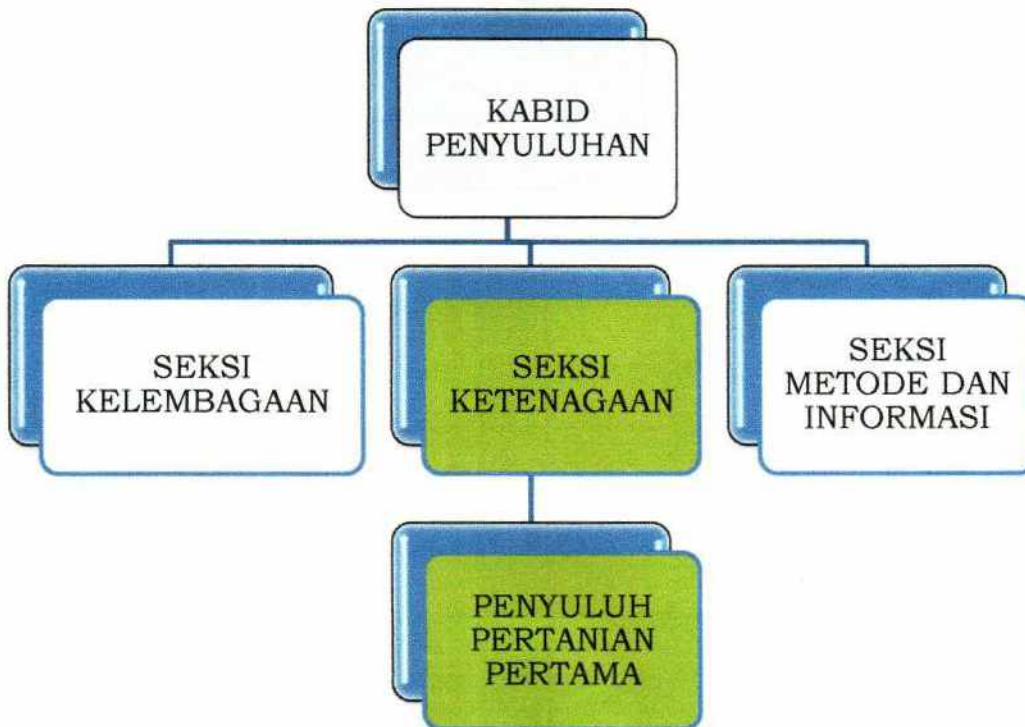 KABID
PENYULUHAN
SEKSI
KELEMBAGAAN
SEKSI
KETENAGAAN
SEKSI
METODE DAN
INFORMASI
PENYULUH
PERTANIAN
PERTAMA